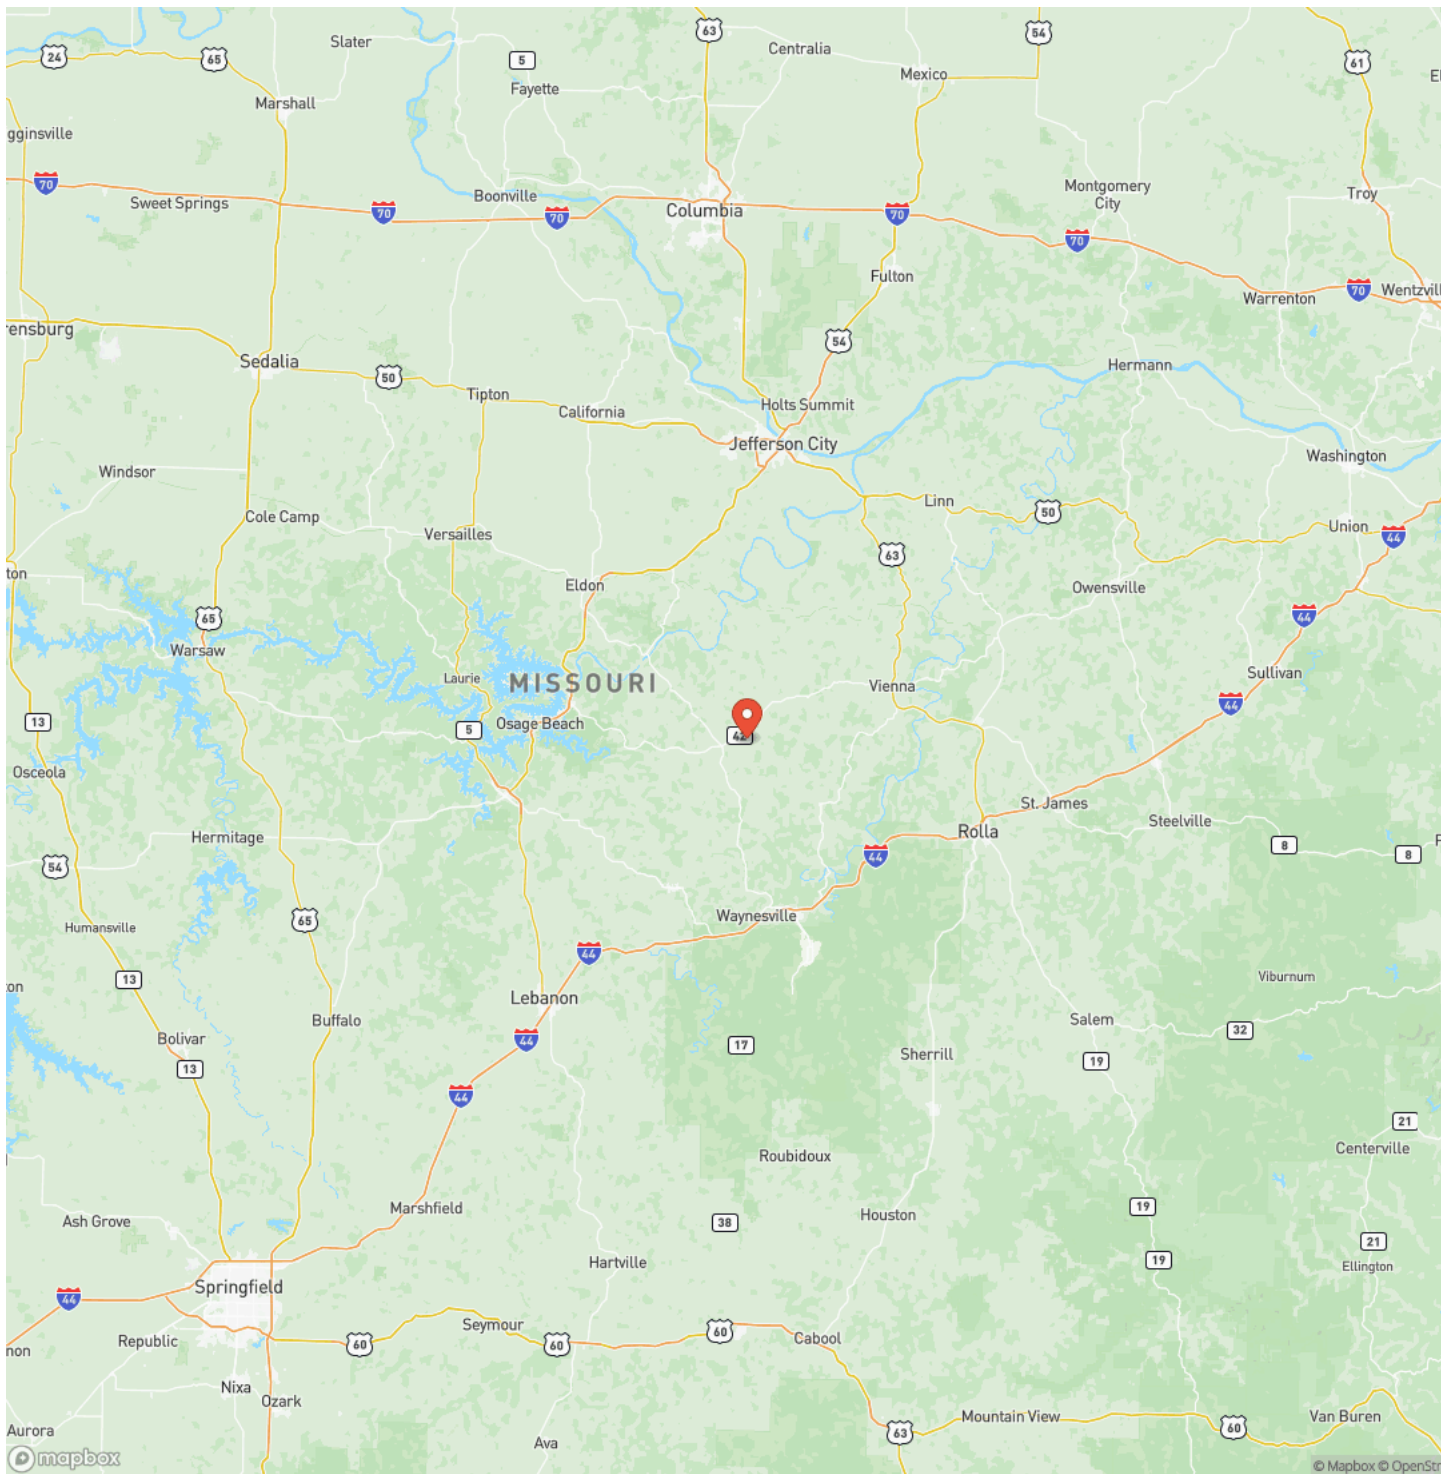 63
54
24
65
Slater
5
Centralia
61
Mexico
Marshall
Fayette
gginsville
70
Sweet Springs
70
70
Boonville
Columbia
70
Montgomery
City
70
Troy
Fulton
Warrenton
70
Wentzvil
rensburg
Sedalia
50
54
Hermann
Tipton
California
Holts Summit
Jefferson City
Windsor
Washington
Cole Camp
Versailles
Linn
50
Union
44
63
ton
Eldon
Owensville
65
44
Warsaw
Laurie
MISSOURI
Vienna
Sullivan
44
13
5
Osage Beach
42
Osceola
St. James
Hermitage
Rolla
Steelville
8
8
54
44
Humansville
65
Waynesville
44
13
Viburnum
Lebanon
Buffalo
Salem
32
Bolivar
44
17
Sherrill
19
13
44
21
Centerville
Roubidoux
Marshfield
19
Ash Grove
38
Houston
21
19
Hartville
Ellington
Springfield
44
Seymour
60
Republic
60
60
Cabool
non
Nixa
Ozark
Mountain View
60
Van Buren
Aurora
63
Ava
mapbox
© Mapbox © OpenStr